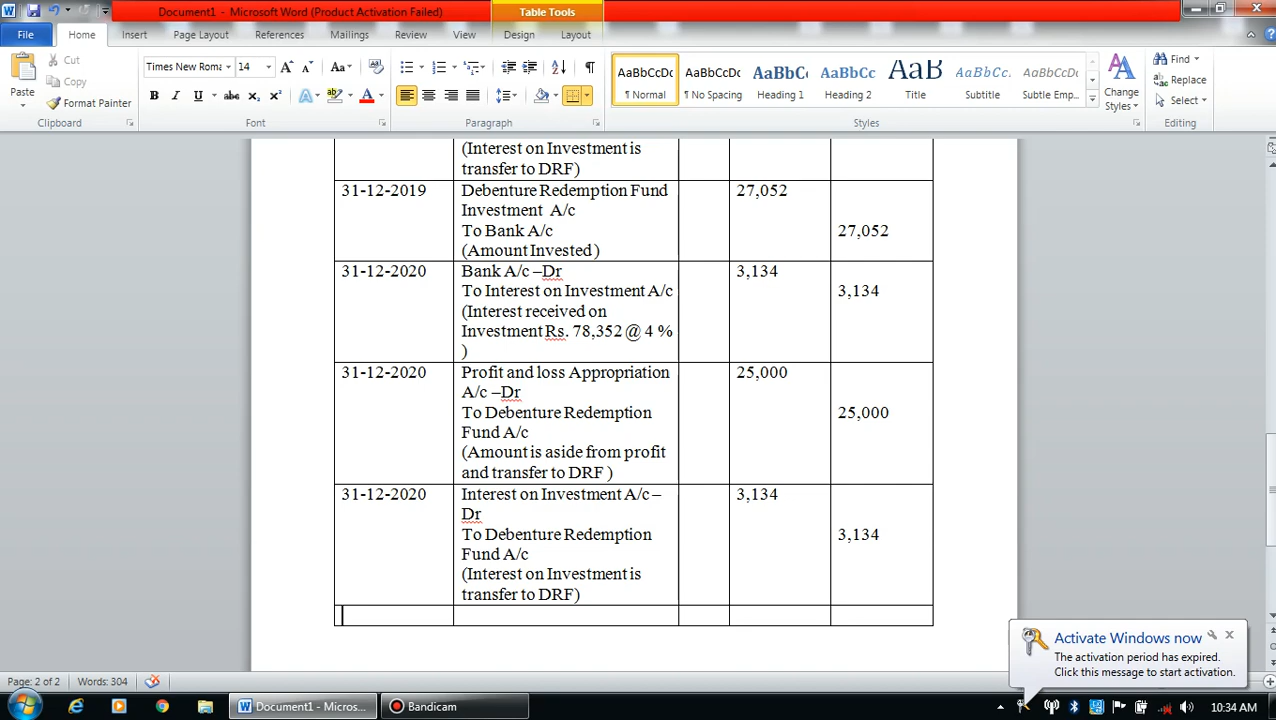 Document1 - Microsoft Word (Product Activation Failed)
Table Tools
File
Home
Insert
Page Layout
References
Mailings
Review
View
Design
Layout
Paste
Cut
Copy
Format Painter
Clipboard
Times New Roma
14
Font
Paragraph
AaBbCcDc
¶ Normal
AaBbCcDc
¶ No Spacing
AaBbCc
Heading 1
AaBbCc
Heading 2
AaB
Title
AaBbCc
Subtitle
AaBbCcDc
Subtle Emp...
Change
Styles
Styles
Find
Replace
Select
Editing
(Interest on Investment is
transfer to DRF)
31-12-2019
Debenture Redemption Fund
27,052
Investment A/c
To Bank A/c
27,052
(Amount Invested )
31-12-2020
Bank A/c –Dr
3,134
To Interest on Investment A/c
3,134
(Interest received on
Investment Rs. 78,352 @ 4 %
)
31-12-2020
Profit and loss Appropriation
25,000
A/c –Dr
To Debenture Redemption
25,000
Fund A/c
(Amount is aside from profit
and transfer to DRF )
31-12-2020
Interest on Investment A/c –
3,134
Dr
To Debenture Redemption
3,134
Fund A/c
(Interest on Investment is
transfer to DRF)
Activate Windows now
The activation period has expired.
Click this message to start activation.
Page: 2 of 2
Words: 304
Document1 - Micros...
Bandicam
10:34 AM